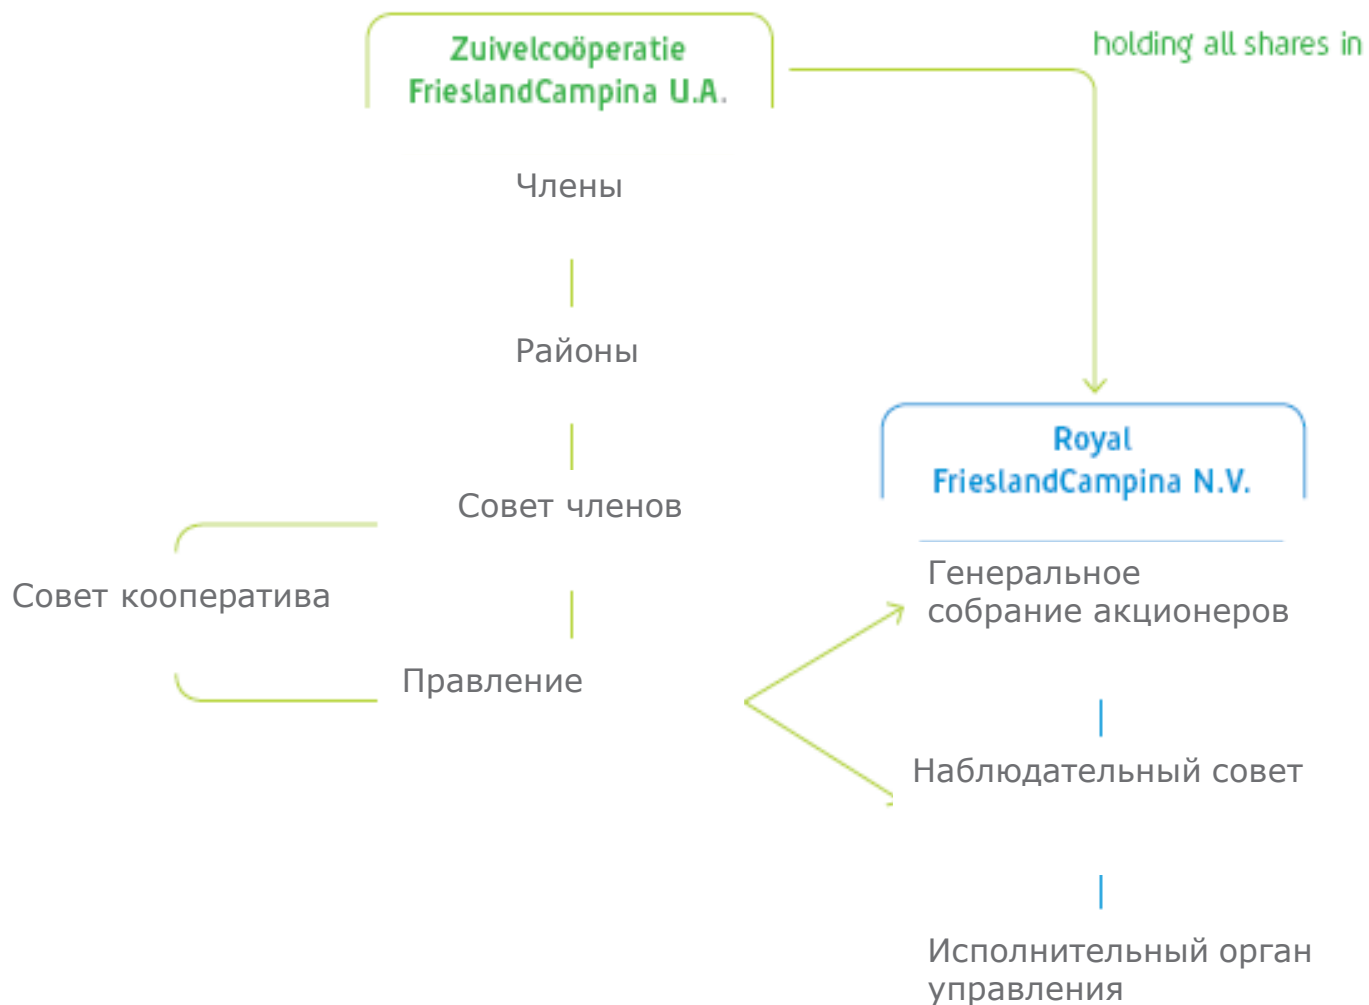 Zuivelcoöperatie
FrieslandCampina U.A.
holding all shares in
Члены
Районы
Совет членов
Совет кооператива
Правление
Royal
FrieslandCampina N.V.
Генеральное
собрание акционеров
Наблюдательный совет
Исполнительный орган
управления